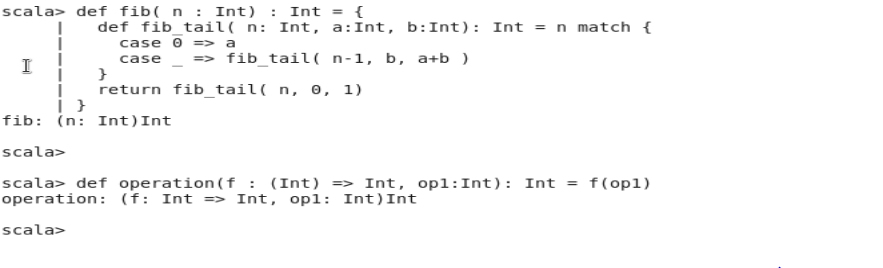 scala> def fib( n : Int) : Int = {
     |    def fib_tail( n: Int, a:Int, b:Int): Int = n match {
     |      case 0 => a
     |      case _ => fib_tail( n-1, b, a+b )
     |    }
     |    return fib_tail( n, 0, 1)
     | }
fib: (n: Int)Int
scala>
scala> def operation(f : (Int) => Int, op1:Int): Int = f(op1)
operation: (f: Int => Int, op1: Int)Int
scala>